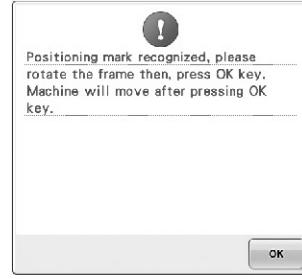 Positioning mark recognized, please
rotate the frame then, press OK key.
Machine will move after pressing OK
key.
OK